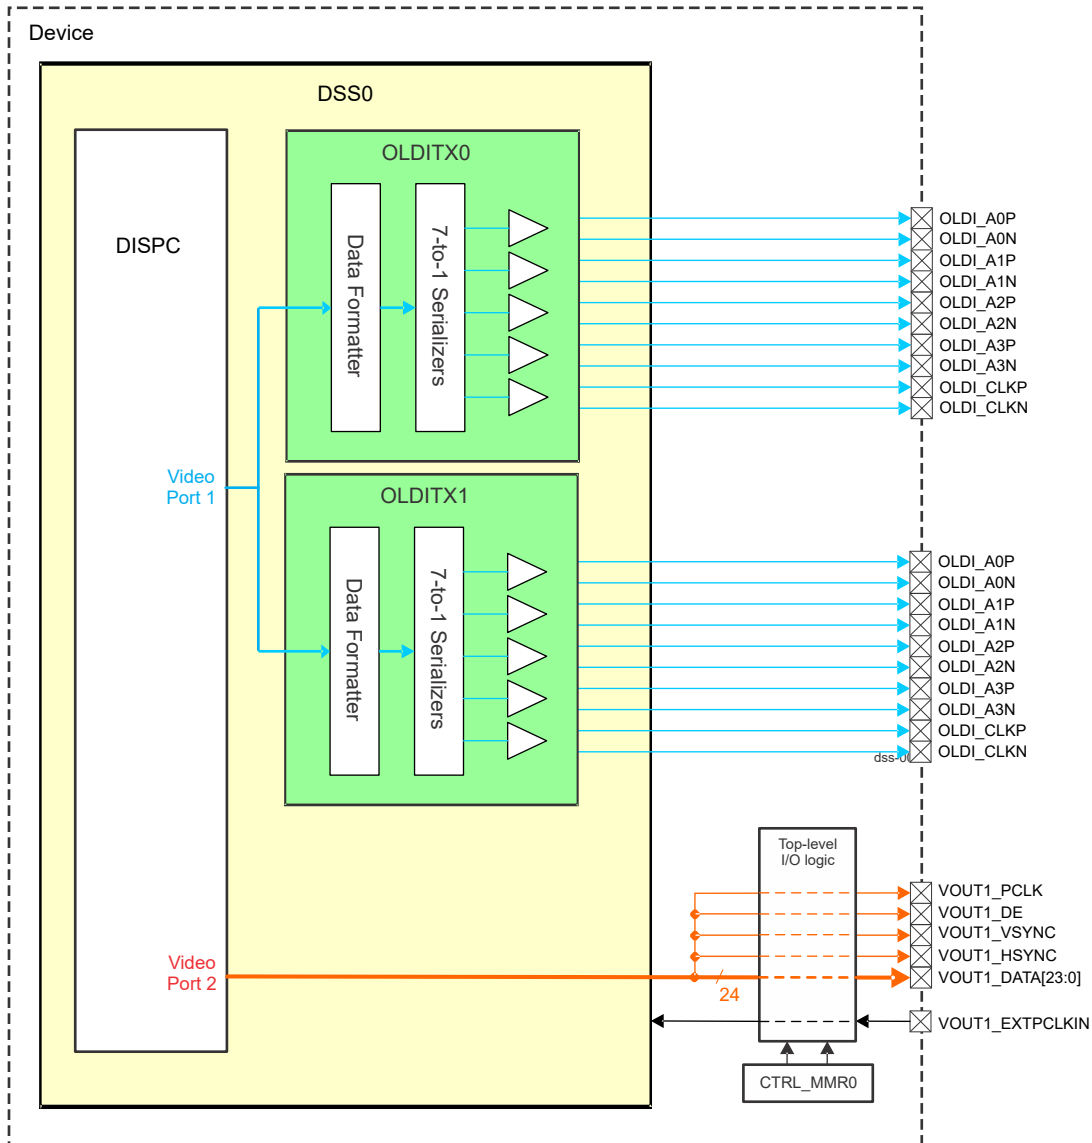 Device
DSS0
DISPC
OLDITX0
Data Formatter
7-to-1 Serializers
OLDI_A0P
OLDI_A0N
OLDI_A1P
OLDI_A1N
OLDI_A2P
OLDI_A2N
OLDI_A3P
OLDI_A3N
OLDI_CLKP
OLDI_CLKN
Video
Port 1
OLDITX1
Data Formatter
7-to-1 Serializers
OLDI_A0P
OLDI_A0N
OLDI_A1P
OLDI_A1N
OLDI_A2P
OLDI_A2N
OLDI_A3P
OLDI_A3N
OLDI_CLKP
OLDI_CLKN
Top-level
I/O logic
VOUT1_PCLK
VOUT1_DE
VOUT1_VSYNC
VOUT1_HSYNC
VOUT1_DATA[23:0]
VOUT1_EXTPCLKIN
Video
Port 2
24
CTRL_MMR0